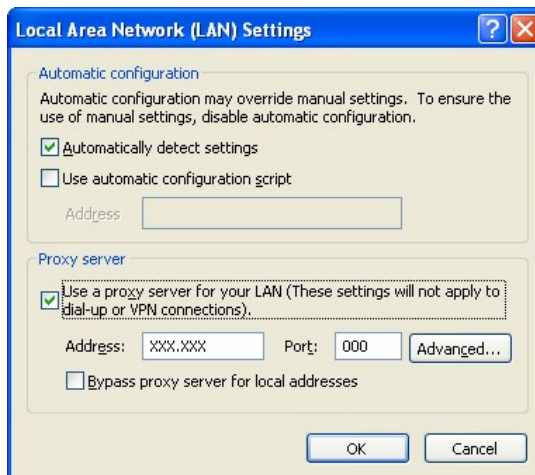 Local Area Network (LAN) Settings
Automatic configuration
Automatic configuration may override manual settings. To ensure the
use of manual settings, disable automatic configuration.
Automatically detect settings
Use automatic configuration script
Address
Proxy server
Use a proxy server for your LAN (These settings will not apply to
dial-up or VPN connections).
Address: XXX.XXX Port: 000 Advanced...
Bypass proxy server for local addresses
OK Cancel